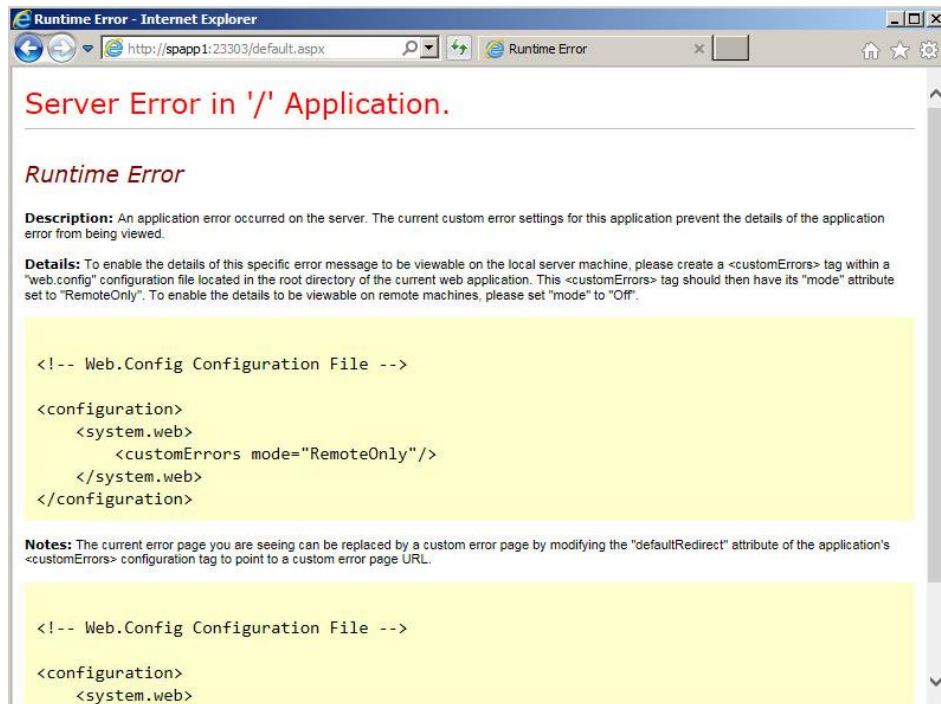 Runtime Error - Internet Explorer
http://spapp1:23303/default.aspx
Runtime Error
Server Error in '/' Application.
Runtime Error
Description: An application error occurred on the server. The current custom error settings for this application prevent the details of the application
error from being viewed.
Details: To enable the details of this specific error message to be viewable on the local server machine, please create a <customErrors> tag within a
"web.config" configuration file located in the root directory of the current web application. This <customErrors> tag should then have its "mode" attribute
set to "RemoteOnly". To enable the details to be viewable on remote machines, please set "mode" to "Off".
<!-- Web.Config Configuration File -->
<configuration>
    <system.web>
        <customErrors mode="RemoteOnly"/>
    </system.web>
</configuration>
Notes: The current error page you are seeing can be replaced by a custom error page by modifying the "defaultRedirect" attribute of the application's
<customErrors> configuration tag to point to a custom error page URL.
<!-- Web.Config Configuration File -->
<configuration>
    <system.web>